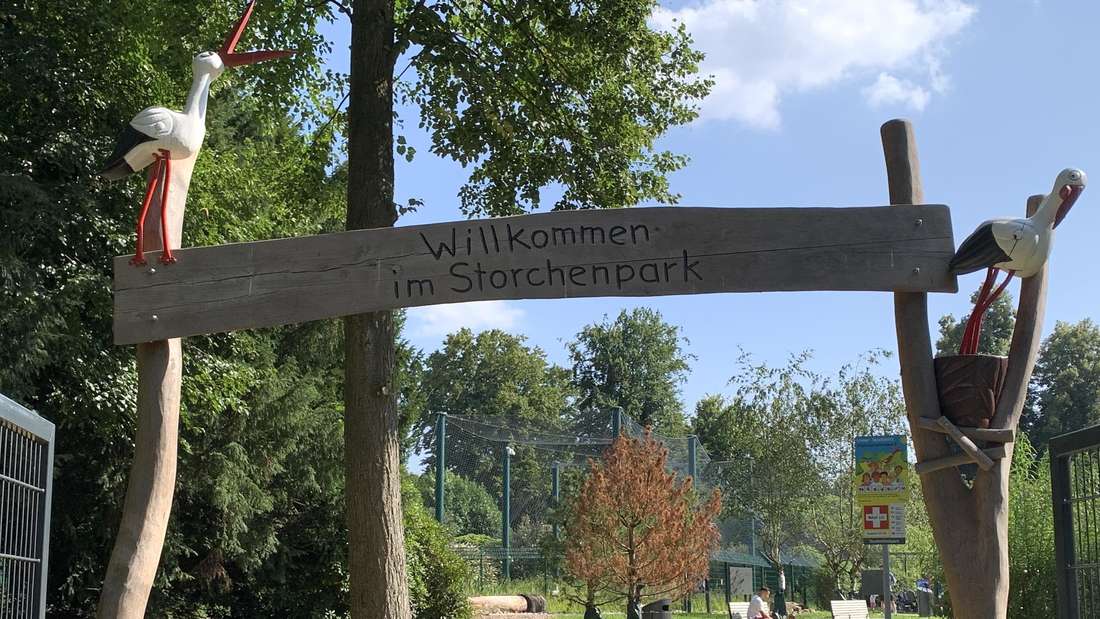 Willkommen
im Storchenpark